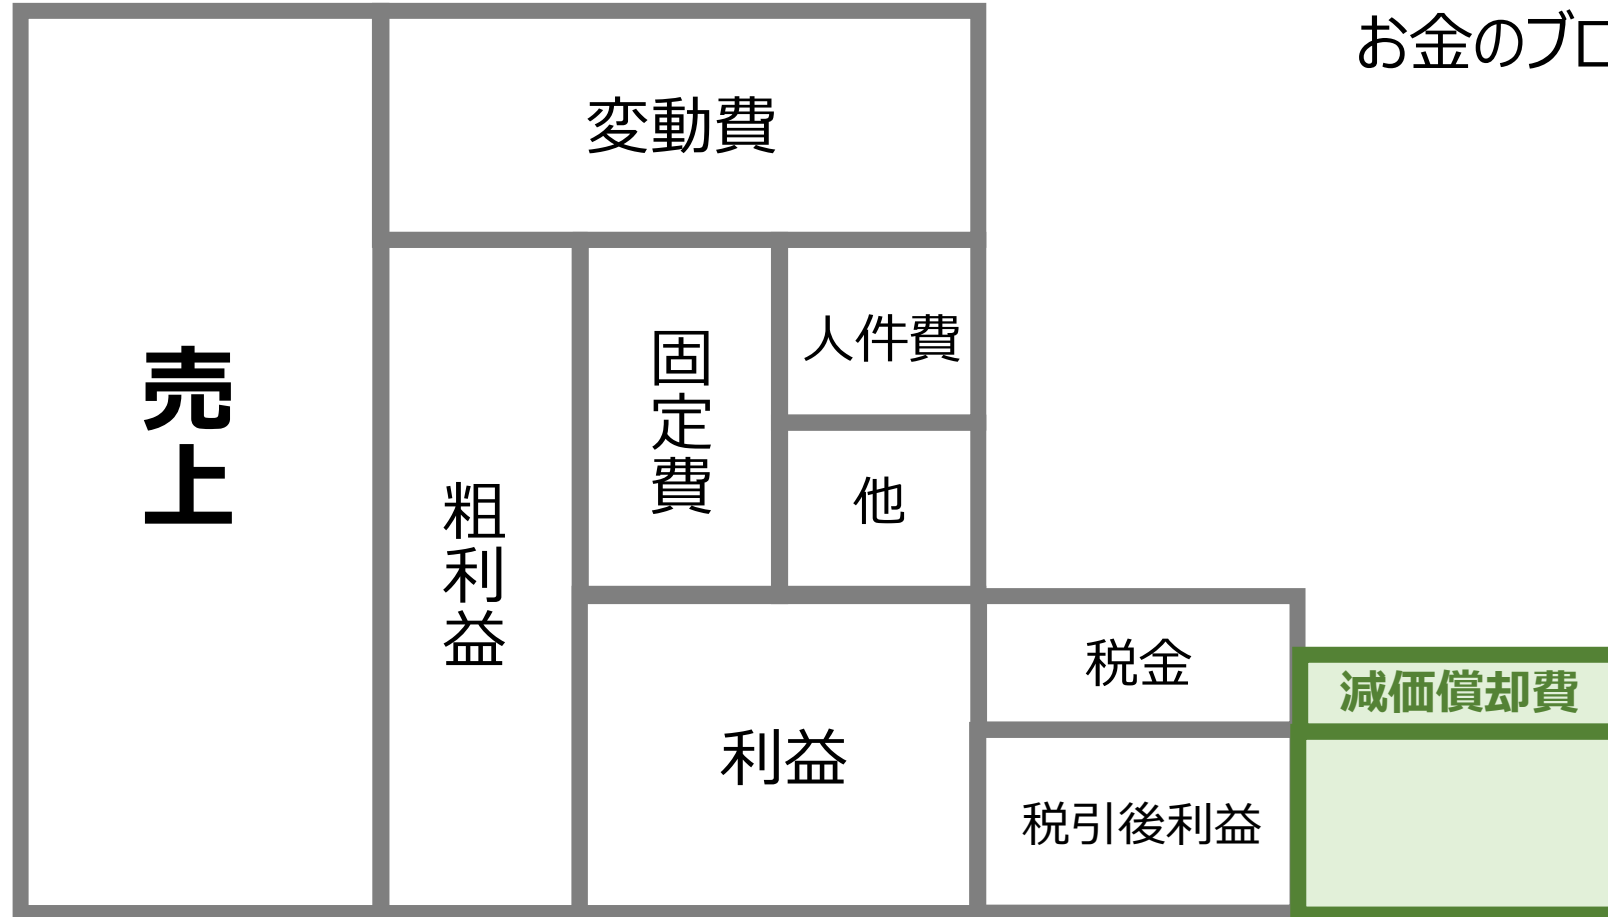 お金のブロ
変動費
売上
粗利益
固定費
人件費
他
利益
税金
税引後利益
減価償却費